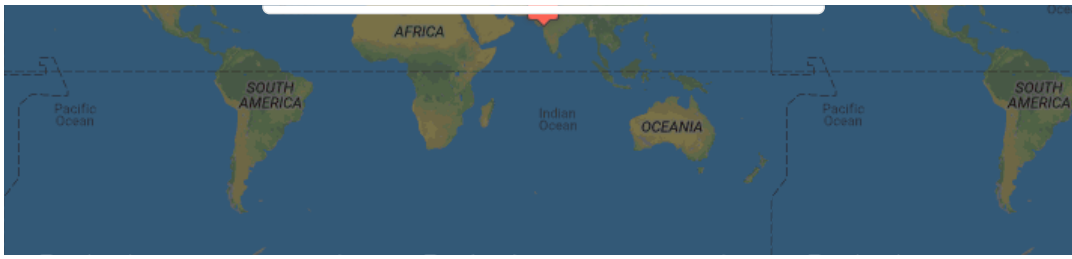 AFRICA
SOUTH
AMERICA
Pacific
Ocean
Indian
Ocean
OCEANIA
Pacific
Ocean
SOUTH
AMERICA